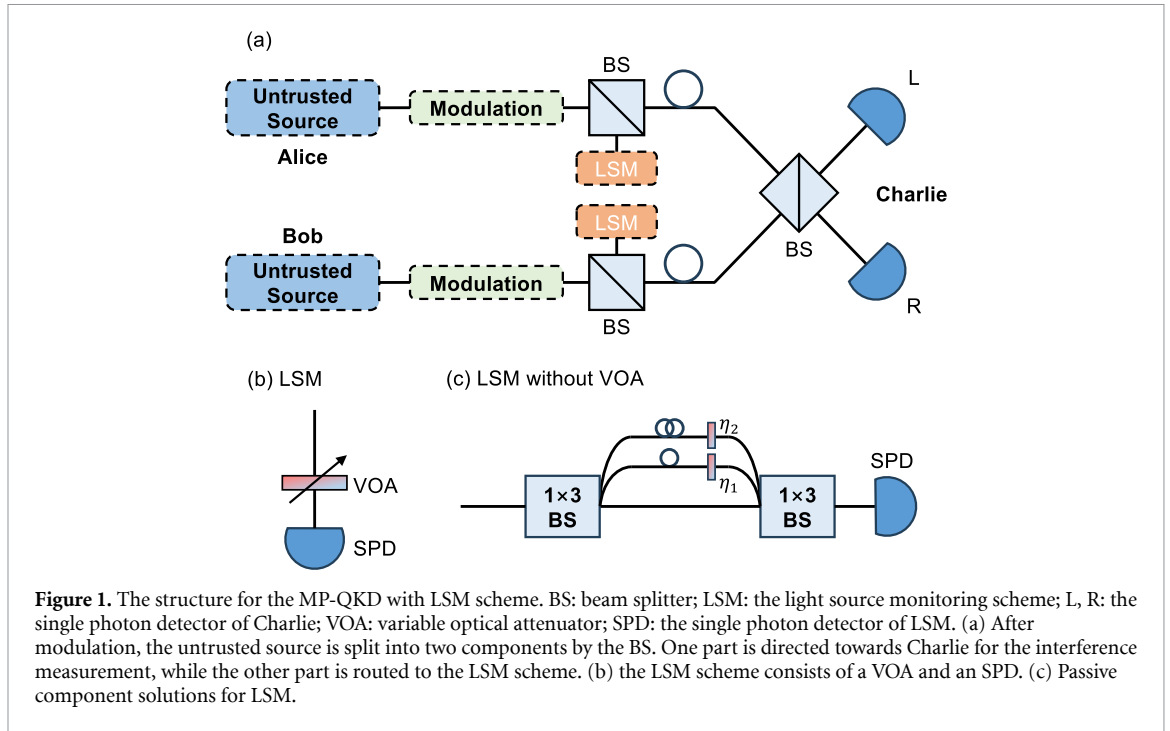 (a)
Untrusted
Source
Alice
Modulation
BS
LSM
L
Bob
Untrusted
Source
Modulation
LSM
BS
BS
Charlie
R
(b) LSM
VOA
SPD
(c) LSM without VOA
η₂
η₁
1×3
BS
1×3
BS
SPD
Figure 1. The structure for the MP-QKD with LSM scheme. BS: beam splitter; LSM: the light source monitoring scheme; L, R: the
single photon detector of Charlie; VOA: variable optical attenuator; SPD: the single photon detector of LSM. (a) After
modulation, the untrusted source is split into two components by the BS. One part is directed towards Charlie for the interference
measurement, while the other part is routed to the LSM scheme. (b) the LSM scheme consists of a VOA and an SPD. (c) Passive
component solutions for LSM.